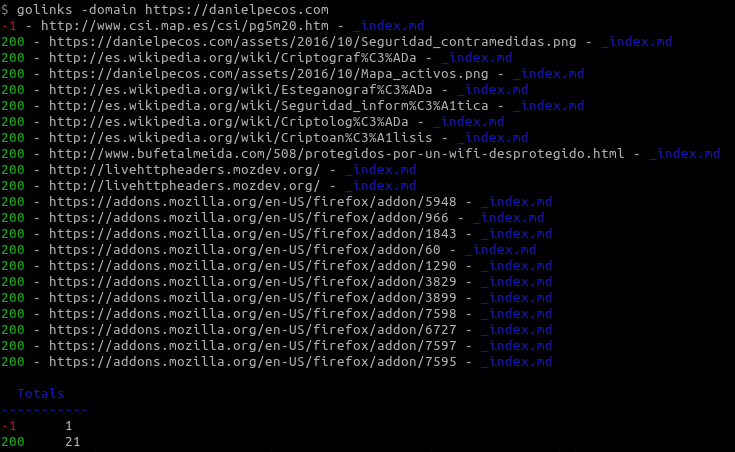 $ golinks -domain https://danielpecos.com
-1 - http://www.csi.map.es/csi/pg5m20.htm - _index.md
200 - https://danielpecos.com/assets/2016/10/Seguridad_contramedidas.png - _index.md
200 - http://es.wikipedia.org/wiki/Criptograf%C3%ADa - _index.md
200 - https://danielpecos.com/assets/2016/10/Mapa_activos.png - _index.md
200 - http://es.wikipedia.org/wiki/Esteganograf%C3%ADa - _index.md
200 - http://es.wikipedia.org/wiki/Seguridad_inform%C3%A1tica - _index.md
200 - http://es.wikipedia.org/wiki/Criptolog%C3%ADa - _index.md
200 - http://es.wikipedia.org/wiki/Criptoan%C3%A1lisis - _index.md
200 - http://www.bufetalmeida.com/508/protegidos-por-un-wifi-desprotegido.html - _index.md
200 - http://livehttpheaders.mozdev.org/ - _index.md
200 - http://livehttpheaders.mozdev.org/ - _index.md
200 - https://addons.mozilla.org/en-US/firefox/addon/5948 - _index.md
200 - https://addons.mozilla.org/en-US/firefox/addon/966 - _index.md
200 - https://addons.mozilla.org/en-US/firefox/addon/1843 - _index.md
200 - https://addons.mozilla.org/en-US/firefox/addon/60 - _index.md
200 - https://addons.mozilla.org/en-US/firefox/addon/1290 - _index.md
200 - https://addons.mozilla.org/en-US/firefox/addon/3829 - _index.md
200 - https://addons.mozilla.org/en-US/firefox/addon/3899 - _index.md
200 - https://addons.mozilla.org/en-US/firefox/addon/7598 - _index.md
200 - https://addons.mozilla.org/en-US/firefox/addon/6727 - _index.md
200 - https://addons.mozilla.org/en-US/firefox/addon/7597 - _index.md
200 - https://addons.mozilla.org/en-US/firefox/addon/7595 - _index.md
Totals
-----------
-1 1
200 21